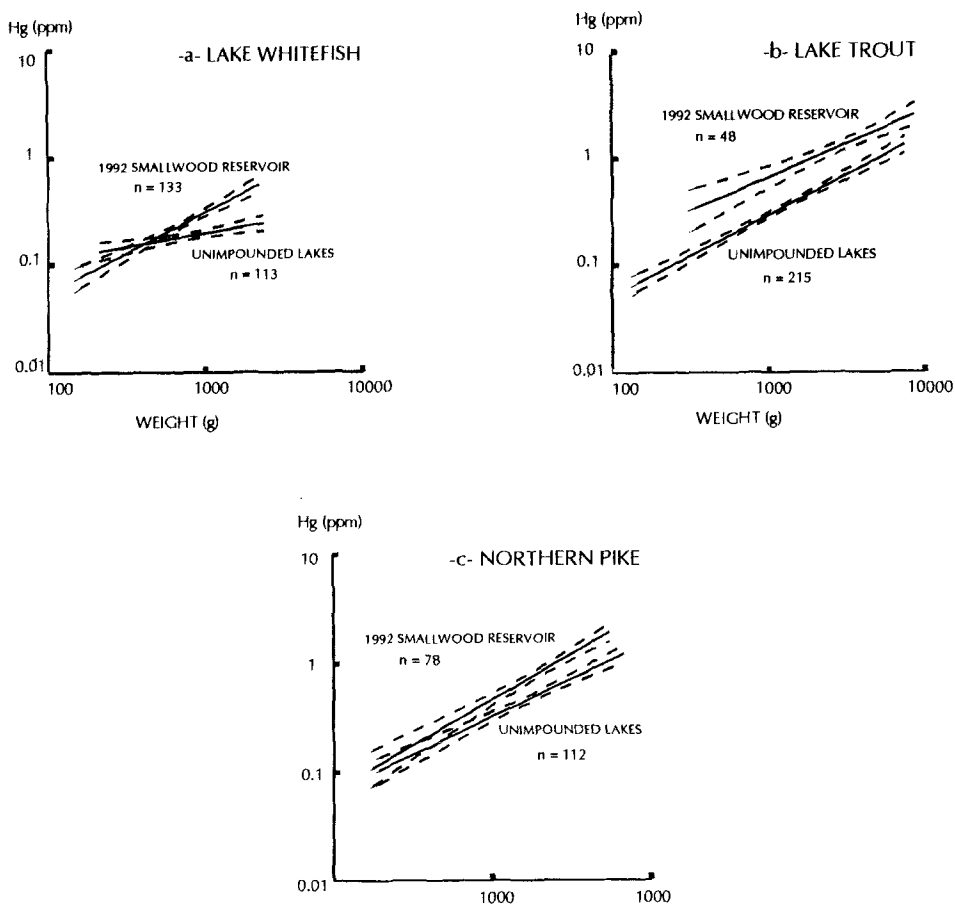 Hg (ppm)
-a- LAKE WHITEFISH
10
1992 SMALLWOOD RESERVOIR
n = 133
1
0.1
UNIMPOUNDED LAKES
n = 113
0.01
100
1000
10000
WEIGHT (g)
Hg (ppm)
-b- LAKE TROUT
10
1992 SMALLWOOD RESERVOIR
n = 48
1
0.1
UNIMPOUNDED LAKES
n = 215
0.01
100
1000
10000
WEIGHT (g)
Hg (ppm)
-c- NORTHERN PIKE
10
1992 SMALLWOOD RESERVOIR
n = 78
1
UNIMPOUNDED LAKES
n = 112
0.1
0.01
1000
1000